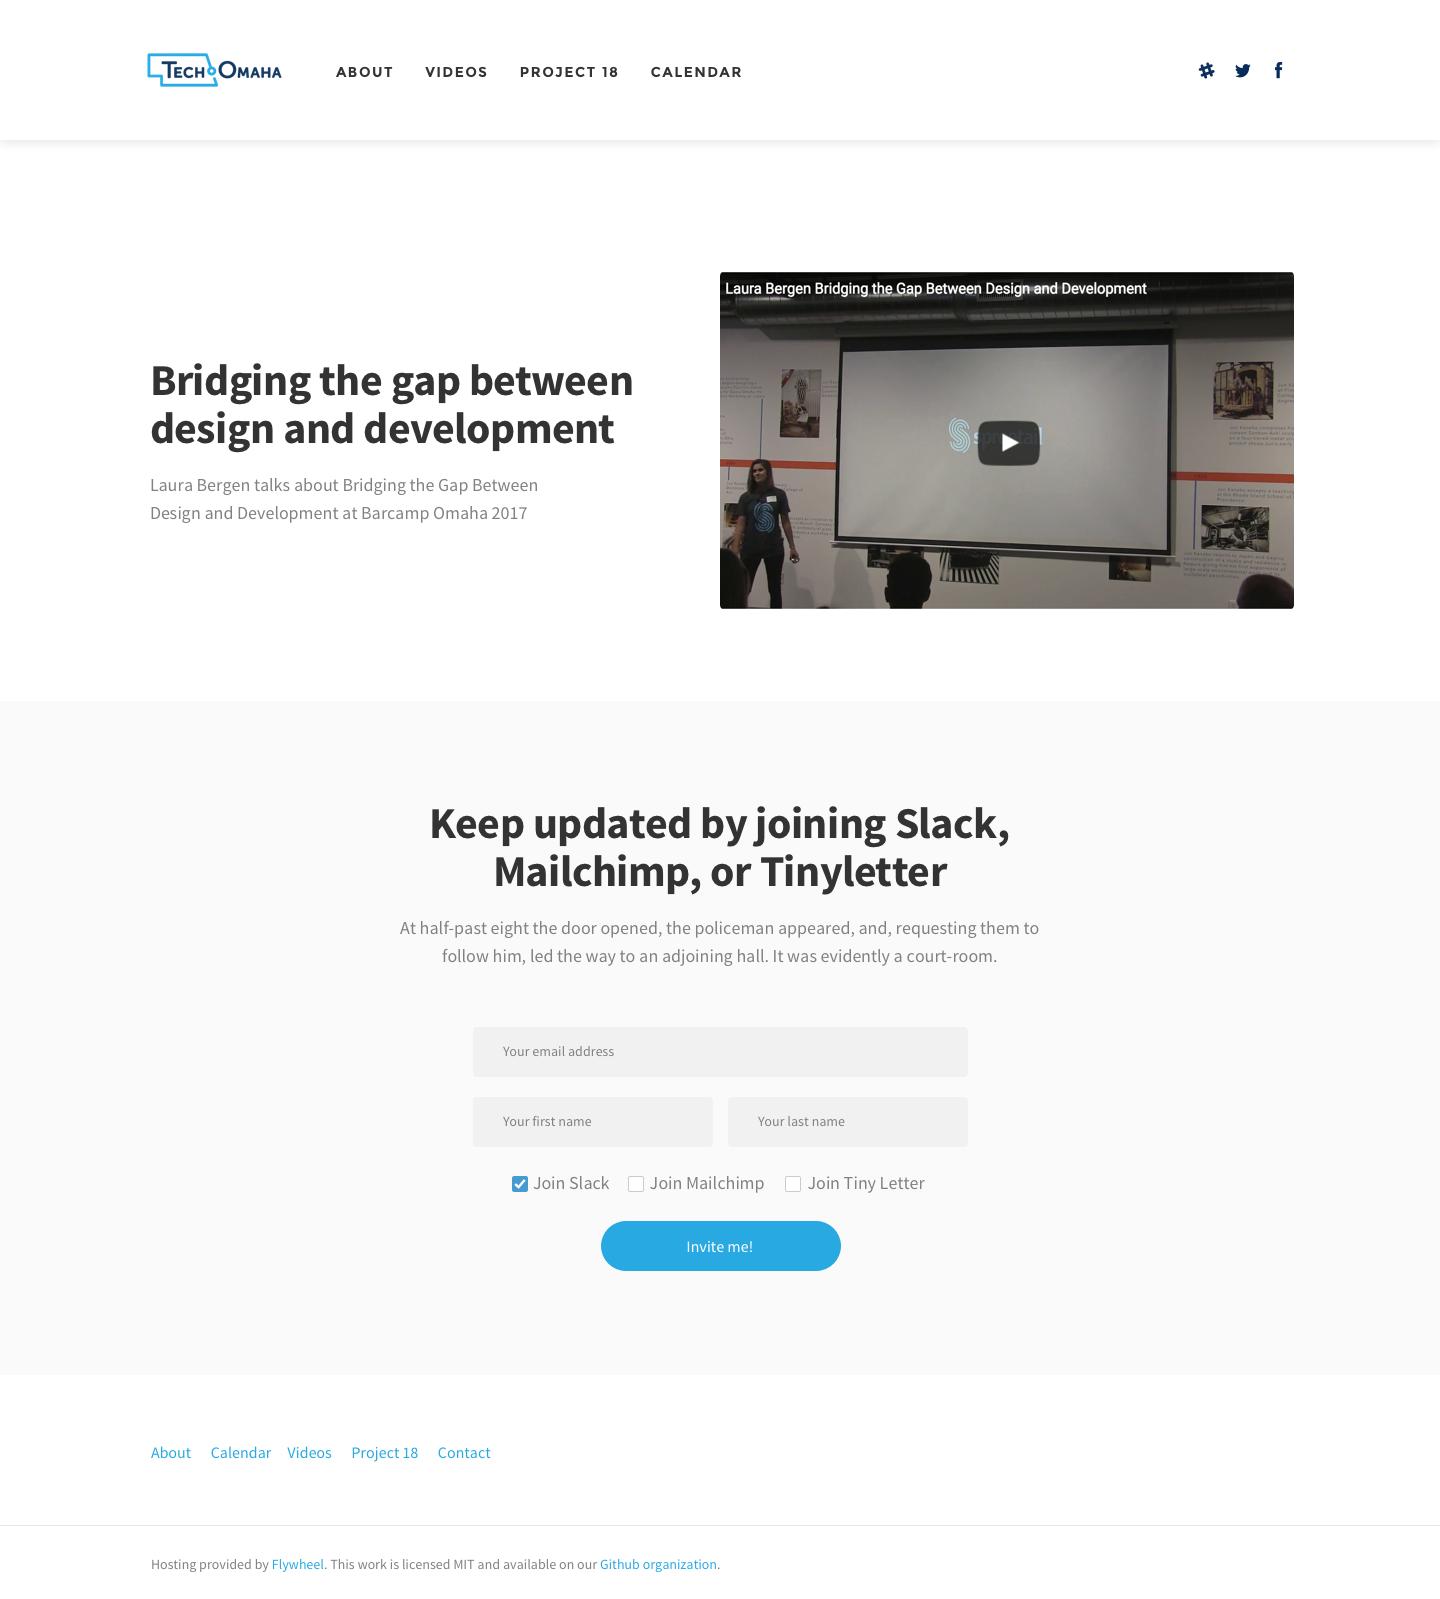 TECH OMAHA
ABOUT VIDEOS PROJECT 18 CALENDAR
Laura Bergen Bridging the Gap Between Design and Development
Bridging the gap between
design and development
Laura Bergen talks about Bridging the Gap Between
Design and Development at Barcamp Omaha 2017
Keep updated by joining Slack,
Mailchimp, or Tinyletter
At half-past eight the door opened, the policeman appeared, and, requesting them to
follow him, led the way to an adjoining hall. It was evidently a court-room.
Your email address
Your first name Your last name
Join Slack Join Mailchimp Join Tiny Letter
Invite me!
About Calendar Videos Project 18 Contact
Hosting provided by Flywheel. This work is licensed MIT and available on our Github organization.